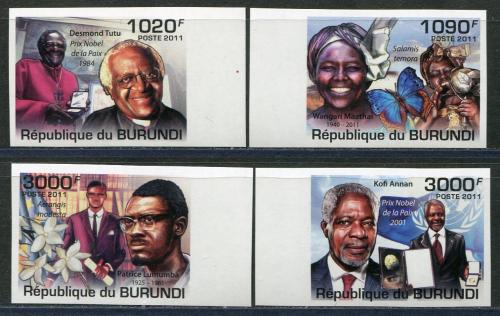 Desmond Tutu
Prix Nobel
de la Paix
1984
1020F
POSTE 2011
République du BURUNDI
1090F
POSTE 2011
Salamis
temora
Wangari Maathai
1940 - 2011
République du BURUNDI
3000F
POSTE 2011
Aerangis
modesta
Patrice Lumumba
1925 - 1961
République du BURUNDI
Kofi Annan
3000F
POSTE 2011
Prix Nobel
de la Paix
2001
République du BURUNDI